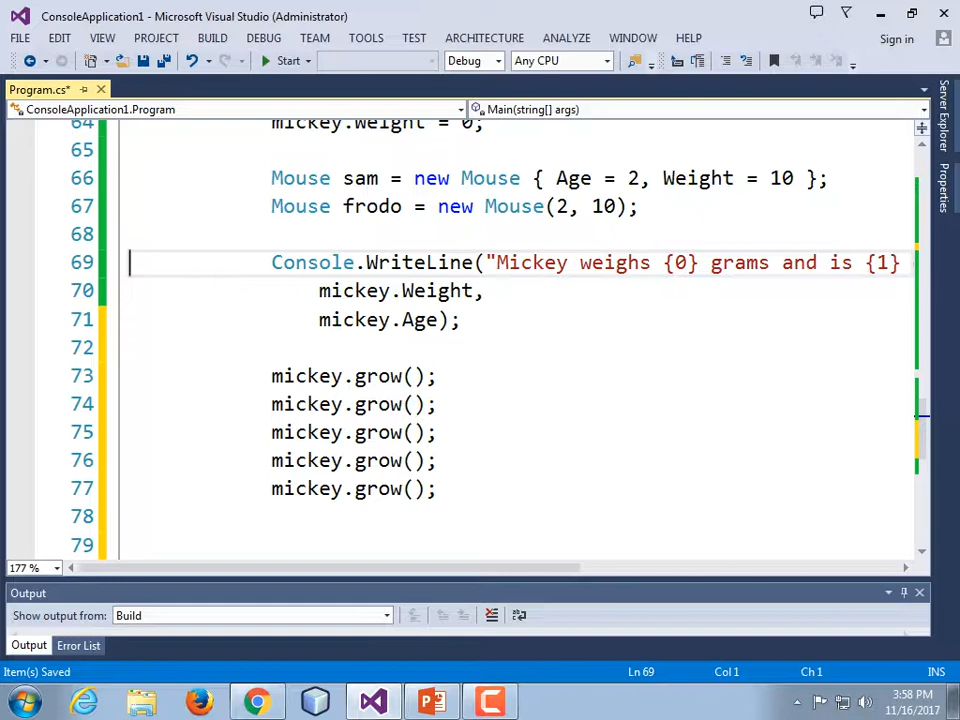 ConsoleApplication1 - Microsoft Visual Studio (Administrator)
FILE EDIT VIEW PROJECT BUILD DEBUG TEAM TOOLS TEST ARCHITECTURE ANALYZE WINDOW HELP Sign in
Start Debug Any CPU
Program.cs*
ConsoleApplication1.Program Main(string[] args)
64 mickey.Weight = 0;
65
66 Mouse sam = new Mouse { Age = 2, Weight = 10 };
67 Mouse frodo = new Mouse(2, 10);
68
69 Console.WriteLine("Mickey weighs {0} grams and is {1}
70 mickey.Weight,
71 mickey.Age);
72
73 mickey.grow();
74 mickey.grow();
75 mickey.grow();
76 mickey.grow();
77 mickey.grow();
78
79
177 %
Server Explorer
Properties
Output
Show output from: Build
Output Error List
Item(s) Saved Ln 69 Col 1 Ch 1 INS
3:58 PM
11/16/2017